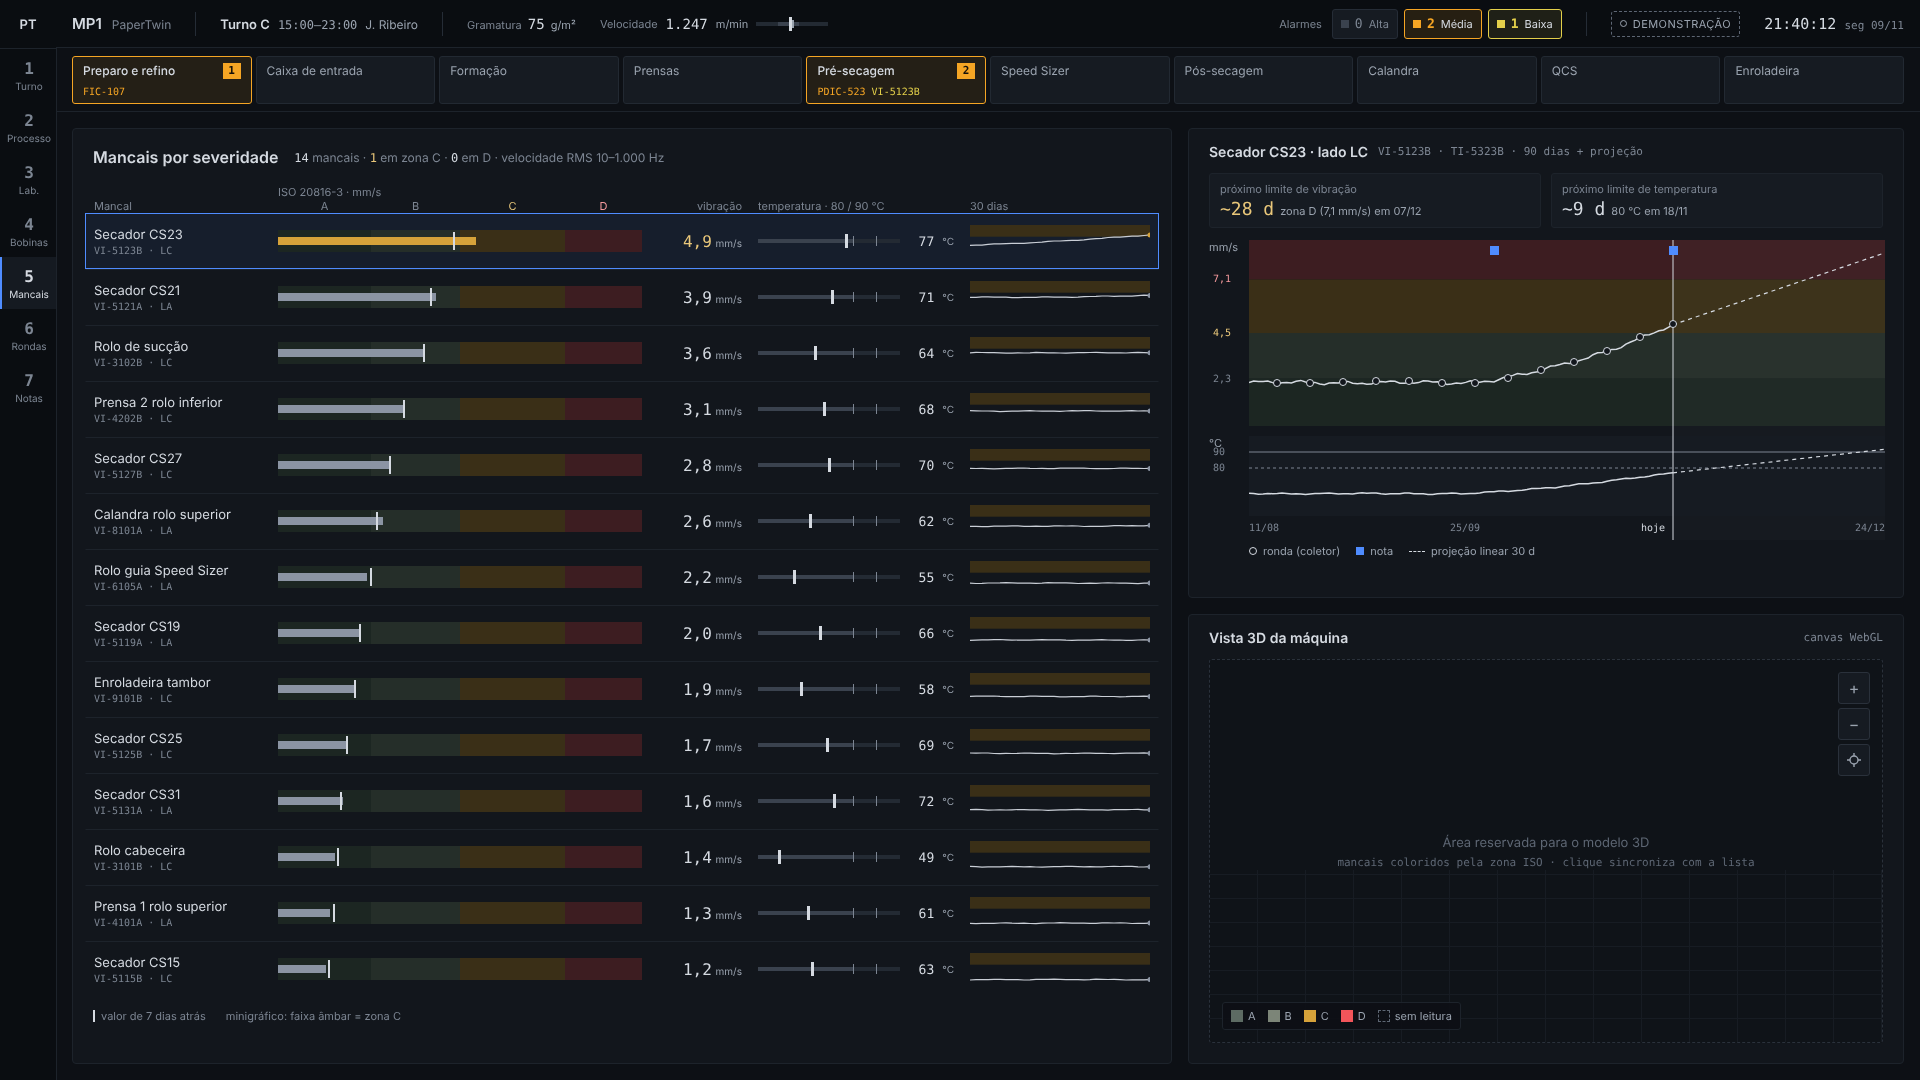 PT
MP1 PaperTwin
Turno C 15:00–23:00 J. Ribeiro
Gramatura 75 g/m²
Velocidade 1.247 m/min
Alarmes 0 Alta 2 Média 1 Baixa
DEMONSTRAÇÃO
21:40:12 seg 09/11
1 Turno
2 Processo
3 Lab.
4 Bobinas
5 Mancais
6 Rondas
7 Notas
Preparo e refino 1
FIC-107
Caixa de entrada
Formação
Prensas
Pré-secagem 2
PDIC-523 VI-5123B
Speed Sizer
Pós-secagem
Calandra
QCS
Enroladeira
Mancais por severidade 14 mancais · 1 em zona C · 0 em D · velocidade RMS 10–1.000 Hz
ISO 20816-3 · mm/s
Mancal A B C D vibração temperatura · 80 / 90 °C 30 dias
Secador CS23 4,9 mm/s 77 °C
VI-5123B · LC
Secador CS21 3,9 mm/s 71 °C
VI-5121A · LA
Rolo de sucção 3,6 mm/s 64 °C
VI-3102B · LC
Prensa 2 rolo inferior 3,1 mm/s 68 °C
VI-4202B · LC
Secador CS27 2,8 mm/s 70 °C
VI-5127B · LC
Calandra rolo superior 2,6 mm/s 62 °C
VI-8101A · LA
Rolo guia Speed Sizer 2,2 mm/s 55 °C
VI-6105A · LA
Secador CS19 2,0 mm/s 66 °C
VI-5119A · LA
Enroladeira tambor 1,9 mm/s 58 °C
VI-9101B · LC
Secador CS25 1,7 mm/s 69 °C
VI-5125B · LC
Secador CS31 1,6 mm/s 72 °C
VI-5131A · LA
Rolo cabeceira 1,4 mm/s 49 °C
VI-3101B · LC
Prensa 1 rolo superior 1,3 mm/s 61 °C
VI-4101A · LA
Secador CS15 1,2 mm/s 63 °C
VI-5115B · LC
valor de 7 dias atrás minigráfico: faixa âmbar = zona C
Secador CS23 · lado LC VI-5123B · TI-5323B · 90 dias + projeção
próximo limite de vibração
~28 d zona D (7,1 mm/s) em 07/12
próximo limite de temperatura
~9 d 80 °C em 18/11
mm/s
7,1
4,5
2,3
°C
90
80
11/08 25/09 hoje 24/12
ronda (coletor) nota projeção linear 30 d
Vista 3D da máquina canvas WebGL
+
−
Área reservada para o modelo 3D
mancais coloridos pela zona ISO · clique sincroniza com a lista
A B C D sem leitura